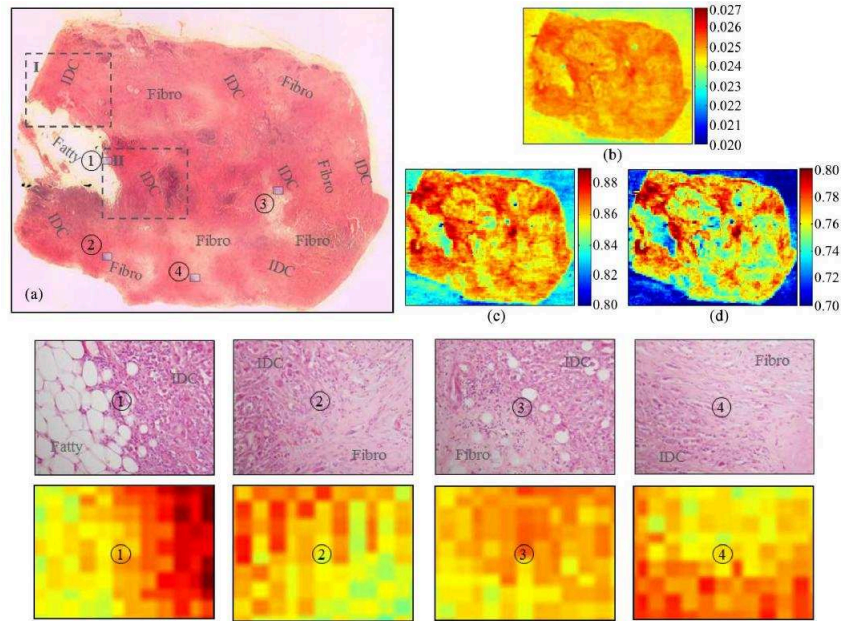 I
IDC
Fibro
IDC
Fibro
Fatty
1
II
IDC
IDC
Fibro
IDC
3
IDC
2
Fibro
Fibro
Fibro
4
IDC
(a)
0.027
0.026
0.025
0.024
0.023
0.022
0.021
0.020
(b)
0.88
0.86
0.84
0.82
0.80
(c)
0.80
0.78
0.76
0.74
0.72
0.70
(d)
1
IDC
Fatty
IDC
2
Fibro
IDC
3
Fibro
Fibro
4
IDC
1
2
3
4